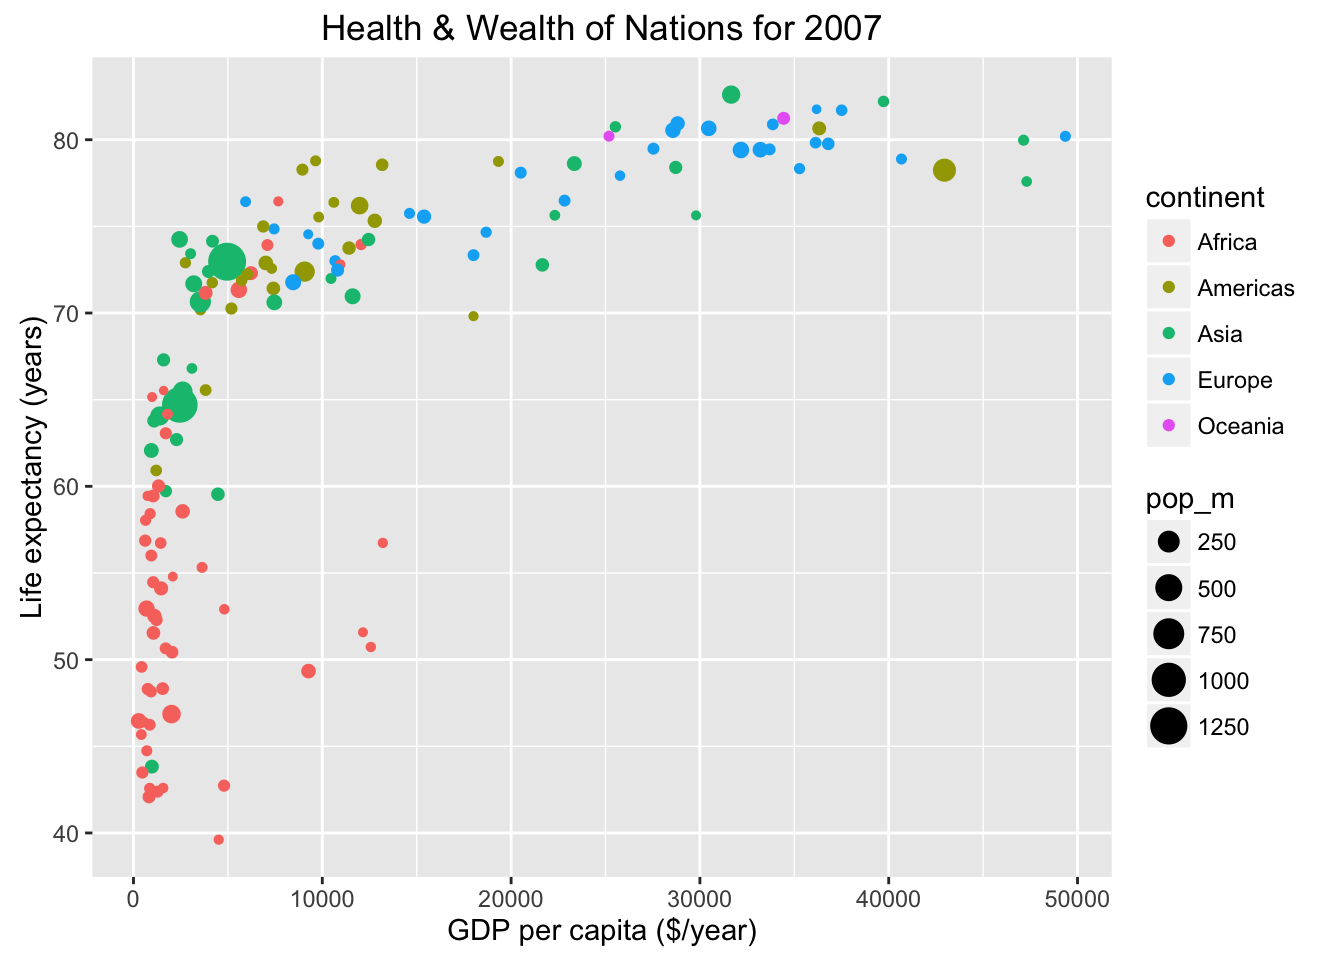 Health & Wealth of Nations for 2007
80
70
60
50
40
Life expectancy (years)
0 10000 20000 30000 40000 50000
GDP per capita ($/year)
continent
Africa
Americas
Asia
Europe
Oceania
pop_m
250
500
750
1000
1250